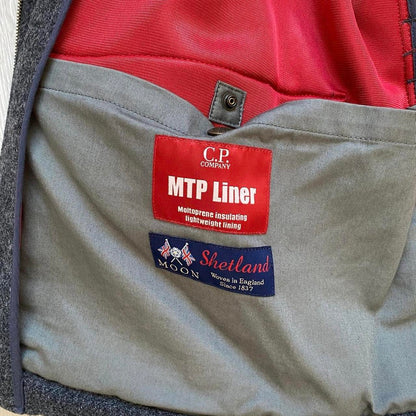 C.P.
COMPANY
MTP Liner
Moltoprene insulating
lightweight lining
MOON
Shetland
Woven in England
Since 1837